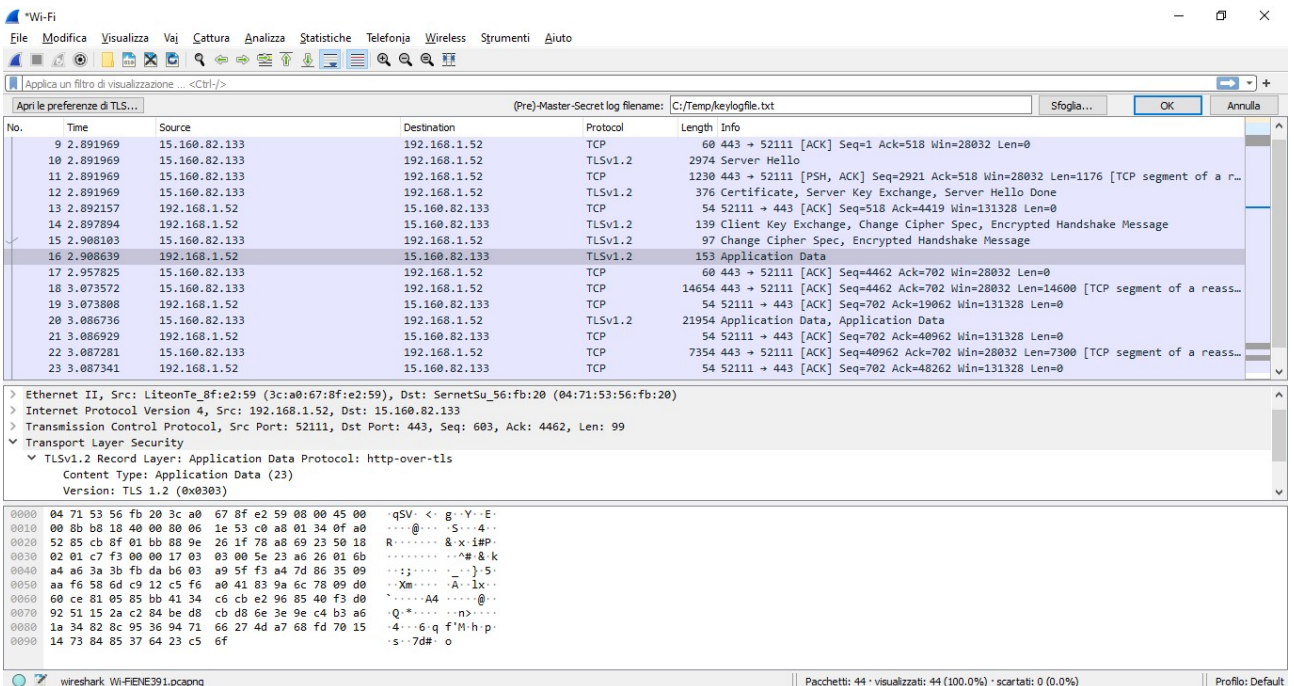 *Wi-Fi
File Modifica Visualizza Vai Cattura Analizza Statistiche Telefonia Wireless Strumenti Aiuto
Applica un filtro di visualizzazione ... <Ctrl-/>
Apri le preferenze di TLS... (Pre)-Master-Secret log filename: C:/Temp/keylogfile.txt Sfoglia... OK Annulla
No. Time Source Destination Protocol Length Info
9 2.891969 15.160.82.133 192.168.1.52 TCP 60 443 → 52111 [ACK] Seq=1 Ack=518 Win=28032 Len=0
10 2.891969 15.160.82.133 192.168.1.52 TLSv1.2 2974 Server Hello
11 2.891969 15.160.82.133 192.168.1.52 TCP 1230 443 → 52111 [PSH, ACK] Seq=2921 Ack=518 Win=28032 Len=1176 [TCP segment of a r…
12 2.891969 15.160.82.133 192.168.1.52 TLSv1.2 376 Certificate, Server Key Exchange, Server Hello Done
13 2.892157 192.168.1.52 15.160.82.133 TCP 54 52111 → 443 [ACK] Seq=518 Ack=4419 Win=131328 Len=0
14 2.897894 192.168.1.52 15.160.82.133 TLSv1.2 139 Client Key Exchange, Change Cipher Spec, Encrypted Handshake Message
15 2.908103 15.160.82.133 192.168.1.52 TLSv1.2 97 Change Cipher Spec, Encrypted Handshake Message
16 2.908639 192.168.1.52 15.160.82.133 TLSv1.2 153 Application Data
17 2.957825 15.160.82.133 192.168.1.52 TCP 60 443 → 52111 [ACK] Seq=4462 Ack=702 Win=28032 Len=0
18 3.073572 15.160.82.133 192.168.1.52 TCP 14654 443 → 52111 [ACK] Seq=4462 Ack=702 Win=28032 Len=14600 [TCP segment of a reass…
19 3.073808 192.168.1.52 15.160.82.133 TCP 54 52111 → 443 [ACK] Seq=702 Ack=19062 Win=131328 Len=0
20 3.086736 15.160.82.133 192.168.1.52 TLSv1.2 21954 Application Data, Application Data
21 3.086929 192.168.1.52 15.160.82.133 TCP 54 52111 → 443 [ACK] Seq=702 Ack=40962 Win=131328 Len=0
22 3.087281 15.160.82.133 192.168.1.52 TCP 7354 443 → 52111 [ACK] Seq=40962 Ack=702 Win=28032 Len=7300 [TCP segment of a reass…
23 3.087341 192.168.1.52 15.160.82.133 TCP 54 52111 → 443 [ACK] Seq=702 Ack=48262 Win=131328 Len=0
Ethernet II, Src: LiteonTe_8f:e2:59 (3c:a0:67:8f:e2:59), Dst: SernetSu_56:fb:20 (04:71:53:56:fb:20)
Internet Protocol Version 4, Src: 192.168.1.52, Dst: 15.160.82.133
Transmission Control Protocol, Src Port: 52111, Dst Port: 443, Seq: 603, Ack: 4462, Len: 99
Transport Layer Security
TLSv1.2 Record Layer: Application Data Protocol: http-over-tls
Content Type: Application Data (23)
Version: TLS 1.2 (0x0303)
0000 04 71 53 56 fb 20 3c a0 67 8f e2 59 08 00 45 00 ·qSV· <· g··Y··E·
0010 00 8b b8 18 40 00 80 06 1e 53 c0 a8 01 34 0f a0 ····@··· ·S···4··
0020 52 85 cb 8f 01 bb 88 9e 26 1f 78 a8 69 23 50 18 R······· &·x·i#P·
0030 02 01 c7 f3 00 00 17 03 03 00 5e 23 a6 26 01 6b ········ ··^#·&·k
0040 a4 a6 3a 3b fb da b6 03 a9 5f f3 a4 7d 86 35 09 ··:;···· ·_··}·5·
0050 aa f6 58 6d c9 12 c5 f6 a0 41 83 9a 6c 78 09 d0 ··Xm···· ·A··lx··
0060 60 ce 81 05 85 bb 41 34 c6 cb e2 96 85 40 f3 d0 `·····A4 ·····@··
0070 92 51 15 2a c2 84 be d8 cb d8 6e 3e 9e c4 b3 a6 ·Q·*···· ··n>····
0080 1a 34 82 8c 95 36 94 71 66 27 4d a7 68 fd 70 15 ·4···6·q f'M·h·p·
0090 14 73 84 85 37 64 23 c5 6f ·s··7d#· o
wireshark_Wi-FiENE391.pcapng Pacchetti: 44 · visualizzati: 44 (100.0%) · scartati: 0 (0.0%) Profilo: Default